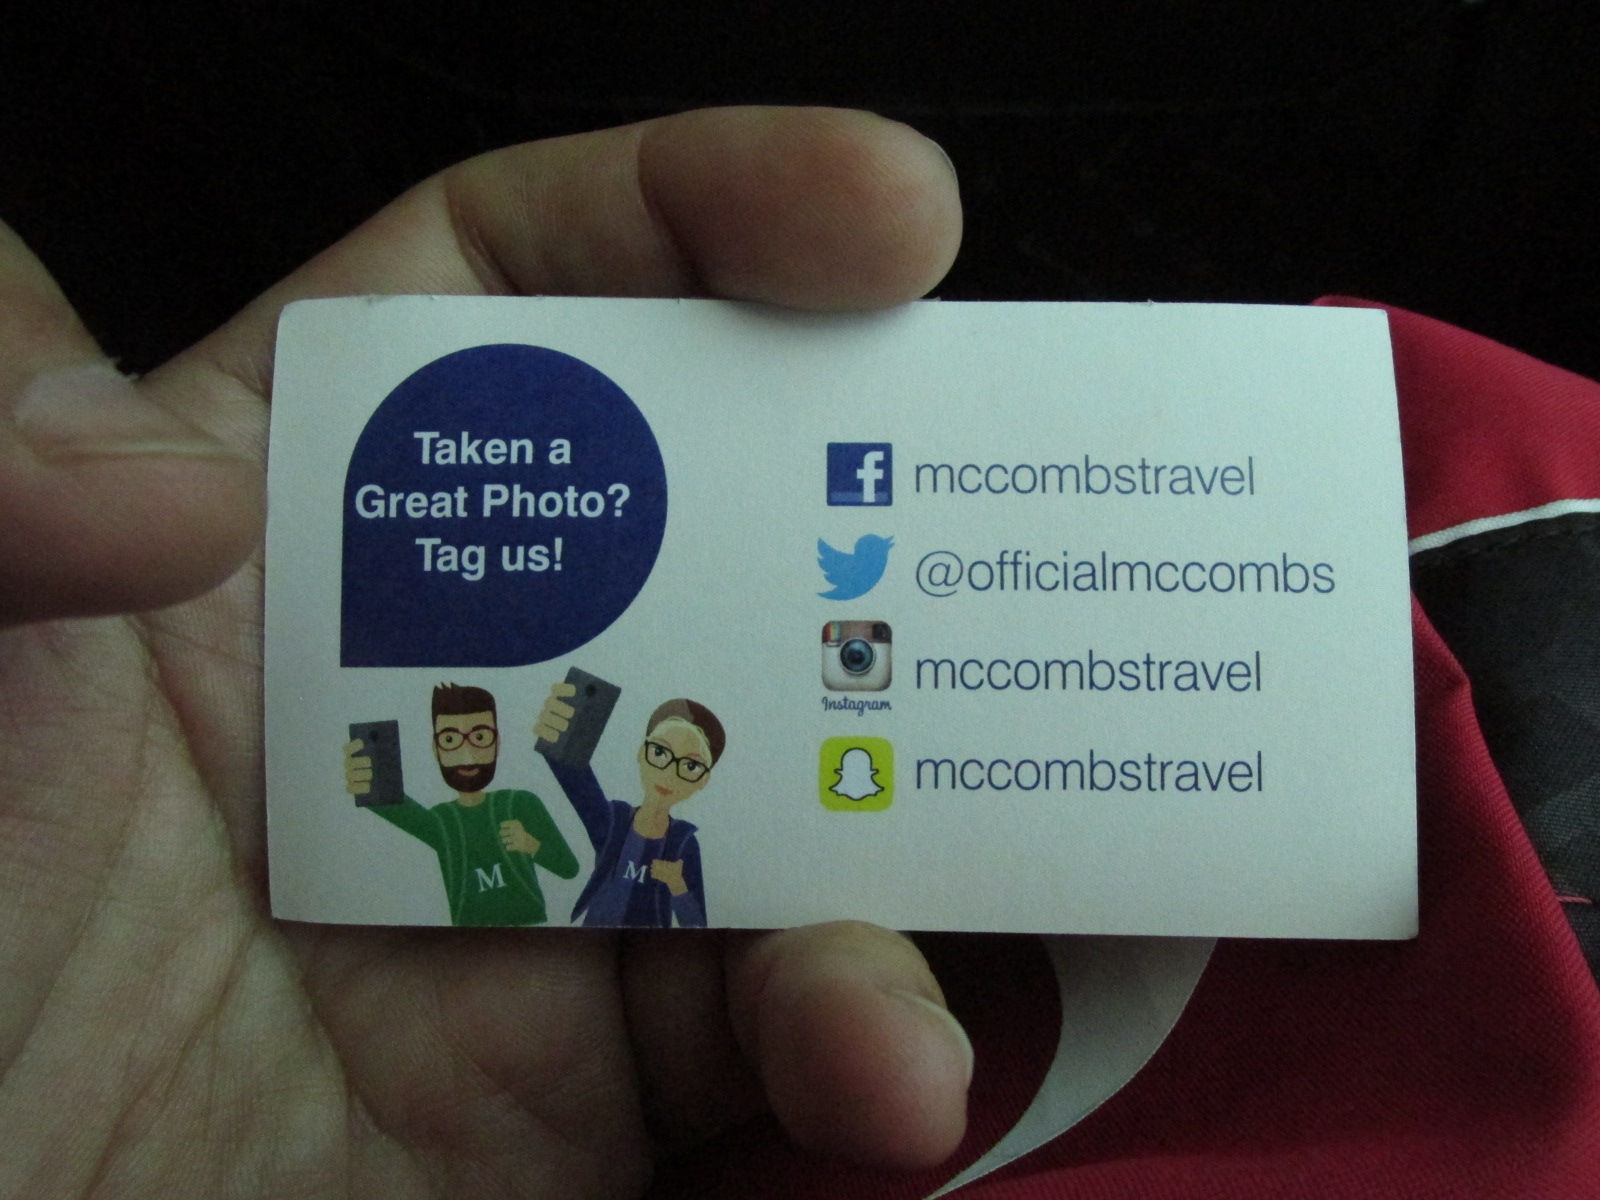 Taken a
Great Photo?
Tag us!
M
M
f mccombstravel
@officialmccombs
mccombstravel
Instagram
mccombstravel